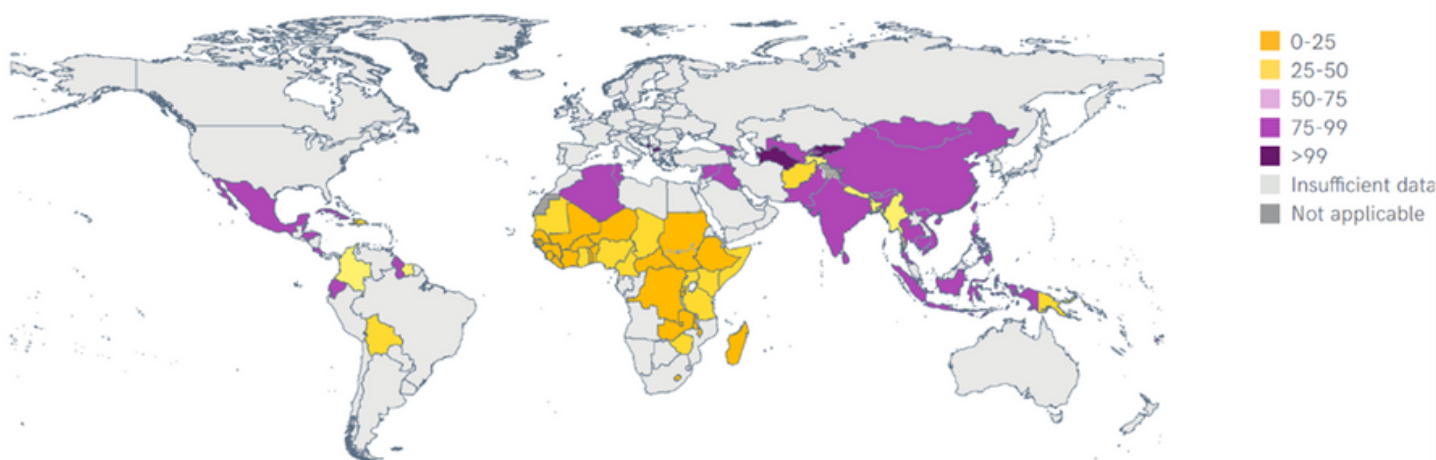 0-25
25-50
50-75
75-99
>99
Insufficient data
Not applicable